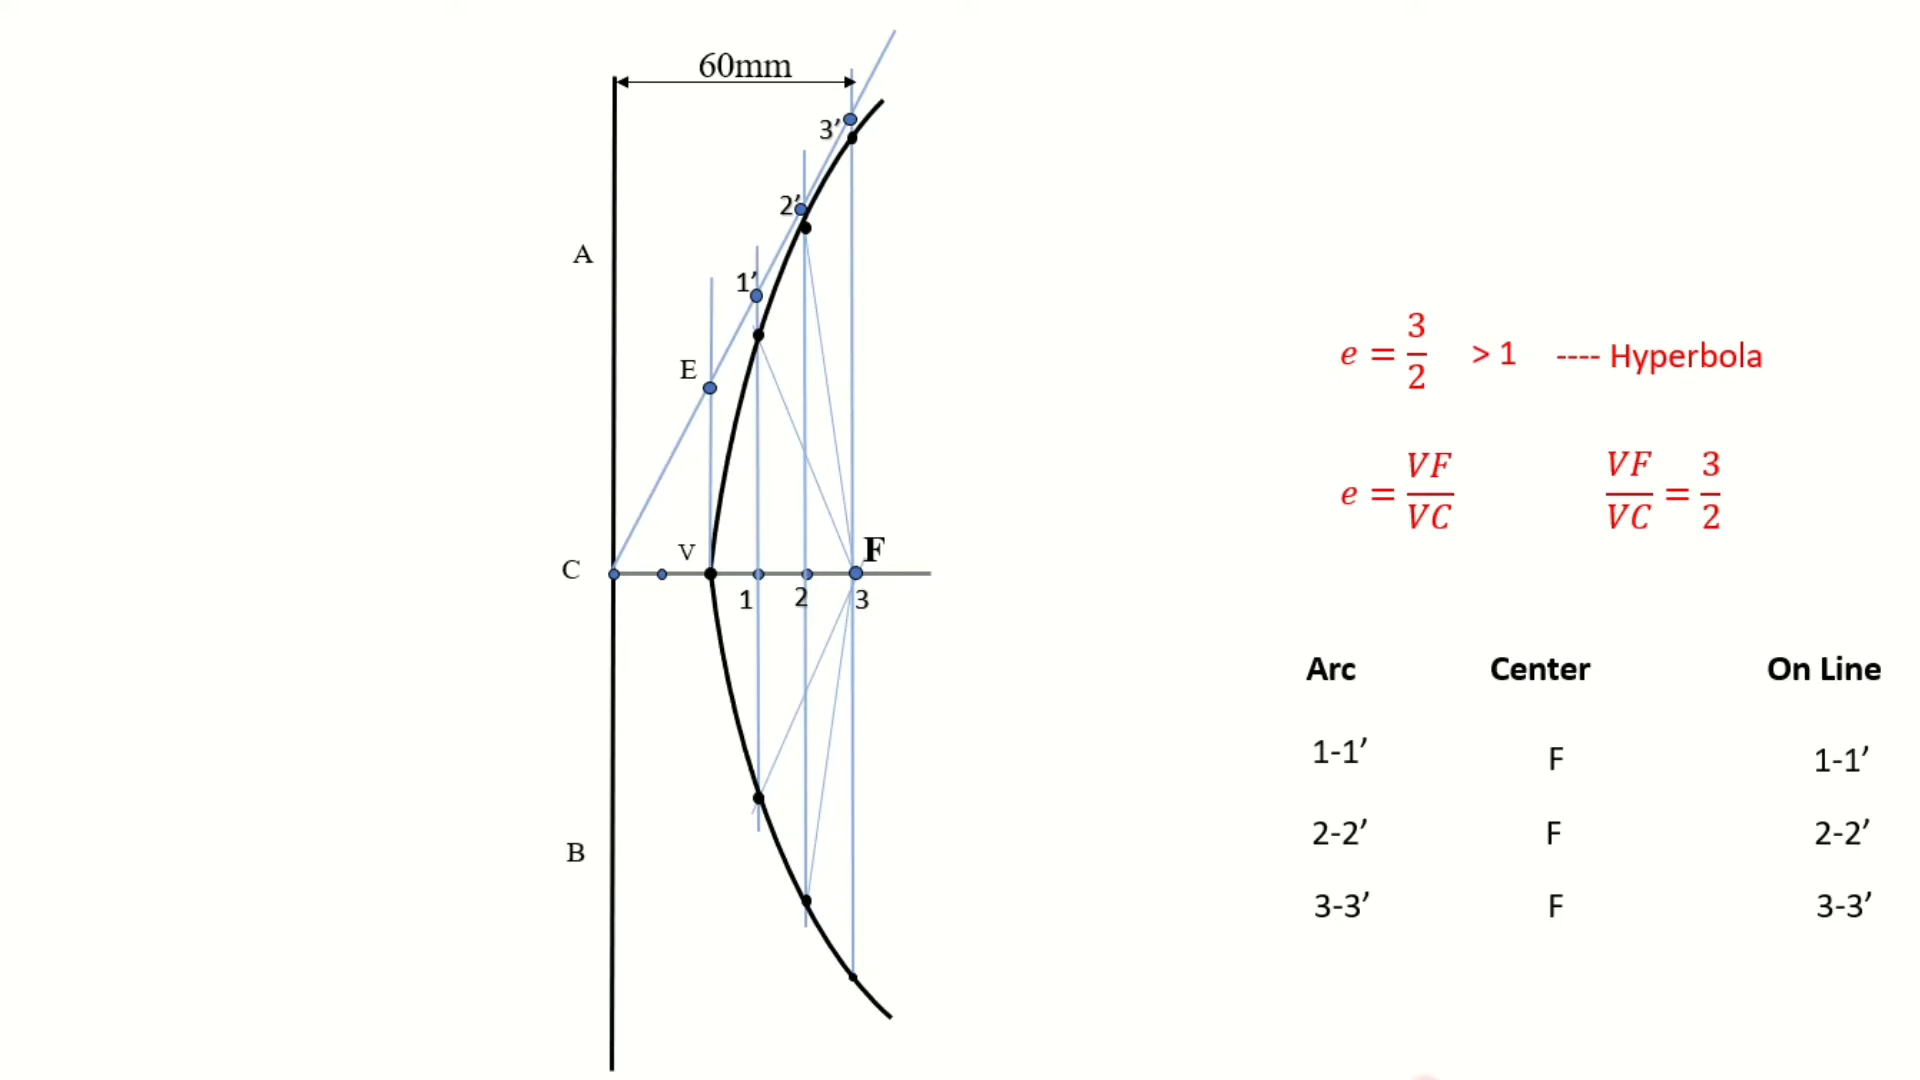 60mm
3’
2’
A
1’
E
V
F
C
1
2
3
B
e = 3/2 > 1 ---- Hyperbola
e = VF/VC VF/VC = 3/2
Arc Center On Line
1-1’ F 1-1’
2-2’ F 2-2’
3-3’ F 3-3’